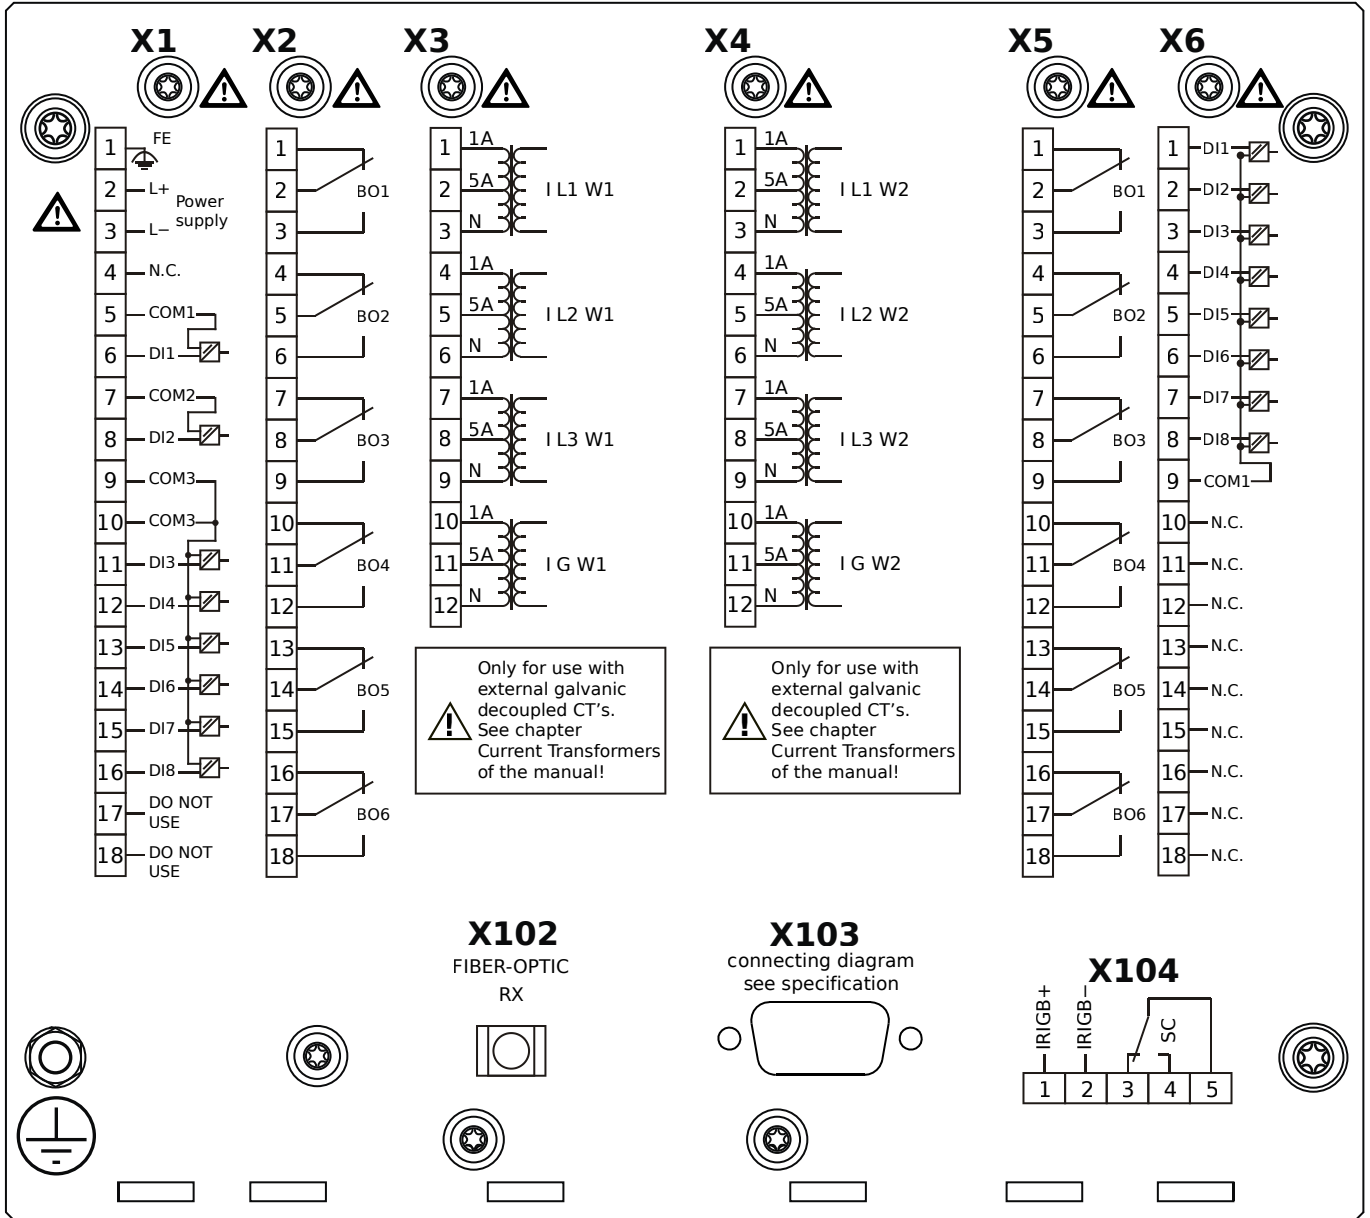 X1
X2
X3
X4
X5
X6
1
FE
2
L+
Power
supply
3
L−
4
N.C.
5
COM1
6
DI1
7
COM2
8
DI2
9
COM3
10
COM3
11
DI3
12
DI4
13
DI5
14
DI6
15
DI7
16
DI8
17
DO NOT
USE
18
DO NOT
USE
1
2
BO1
3
4
5
BO2
6
7
8
BO3
9
10
11
BO4
12
13
14
BO5
15
16
17
BO6
18
1
1A
2
5A
I L1 W1
3
N
4
1A
5
5A
I L2 W1
6
N
7
1A
8
5A
I L3 W1
9
N
10
1A
11
5A
I G W1
12
N
Only for use with
external galvanic
decoupled CT's.
See chapter
Current Transformers
of the manual!
1
1A
2
5A
I L1 W2
3
N
4
1A
5
5A
I L2 W2
6
N
7
1A
8
5A
I L3 W2
9
N
10
1A
11
5A
I G W2
12
N
Only for use with
external galvanic
decoupled CT's.
See chapter
Current Transformers
of the manual!
1
2
BO1
3
4
5
BO2
6
7
8
BO3
9
10
11
BO4
12
13
14
BO5
15
16
17
BO6
18
1
DI1
2
DI2
3
DI3
4
DI4
5
DI5
6
DI6
7
DI7
8
DI8
9
COM1
10
N.C.
11
N.C.
12
N.C.
13
N.C.
14
N.C.
15
N.C.
16
N.C.
17
N.C.
18
N.C.
X102
FIBER-OPTIC
RX
X103
connecting diagram
see specification
X104
IRIGB+
IRIGB−
SC
1
2
3
4
5